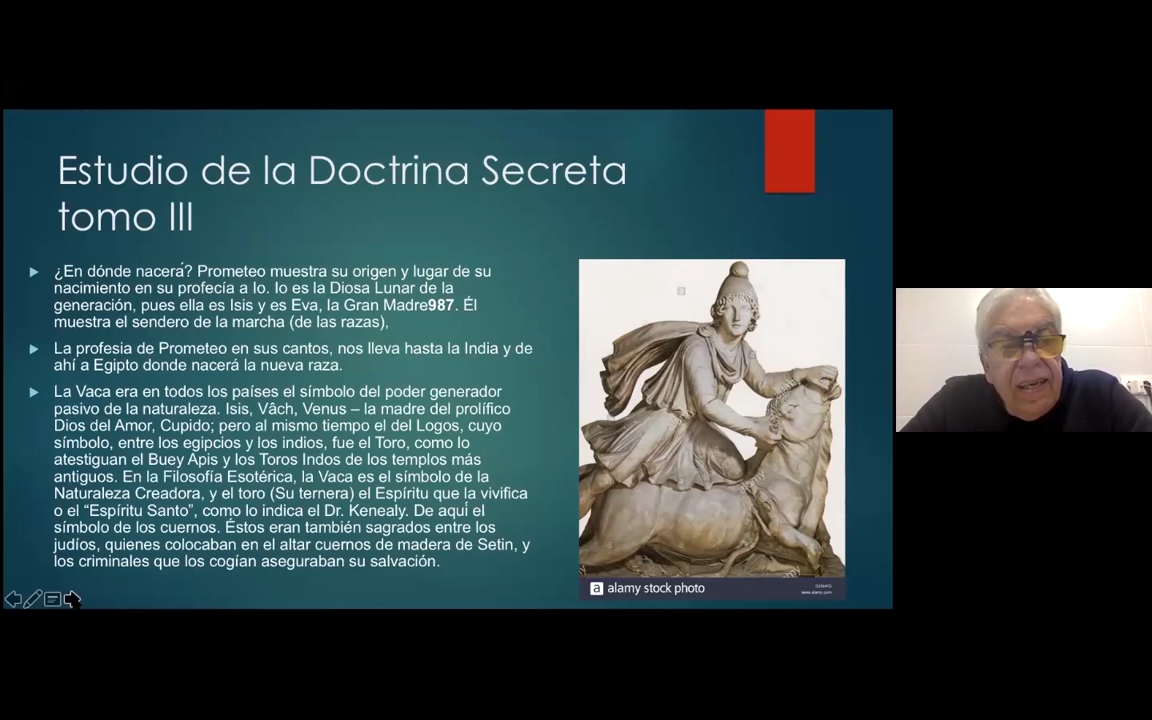 Estudio de la Doctrina Secreta
tomo III
¿En dónde nacerá? Prometeo muestra su origen y lugar de su
nacimiento en su profecía a Io. Io es la Diosa Lunar de la
generación, pues ella es Isis y es Eva, la Gran Madre987. Él
muestra el sendero de la marcha (de las razas),
La profesia de Prometeo en sus cantos, nos lleva hasta la India y de
ahí a Egipto donde nacerá la nueva raza.
La Vaca era en todos los países el símbolo del poder generador
pasivo de la naturaleza. Isis, Vâch, Venus – la madre del prolífico
Dios del Amor, Cupido; pero al mismo tiempo el del Logos, cuyo
símbolo, entre los egipcios y los indios, fue el Toro, como lo
atestiguan el Buey Apis y los Toros Indos de los templos más
antiguos. En la Filosofía Esotérica, la Vaca es el símbolo de la
Naturaleza Creadora, y el toro (Su ternera) el Espíritu que la vivifica
o el “Espíritu Santo”, como lo indica el Dr. Kenealy. De aquí el
símbolo de los cuernos. Éstos eran también sagrados entre los
judíos, quienes colocaban en el altar cuernos de madera de Setin, y
los criminales que los cogían aseguraban su salvación.
a
a alamy stock photo
www.alamy.com